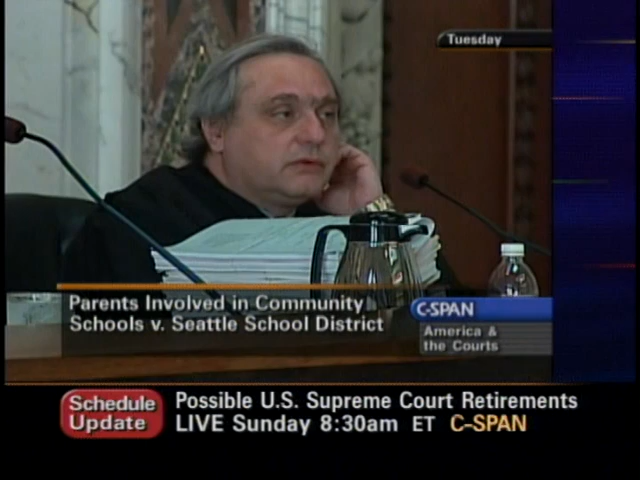 Tuesday
Parents Involved in Community
Schools v. Seattle School District
C-SPAN
America &
the Courts
Schedule
Update
Possible U.S. Supreme Court Retirements
LIVE Sunday 8:30am ET C-SPAN